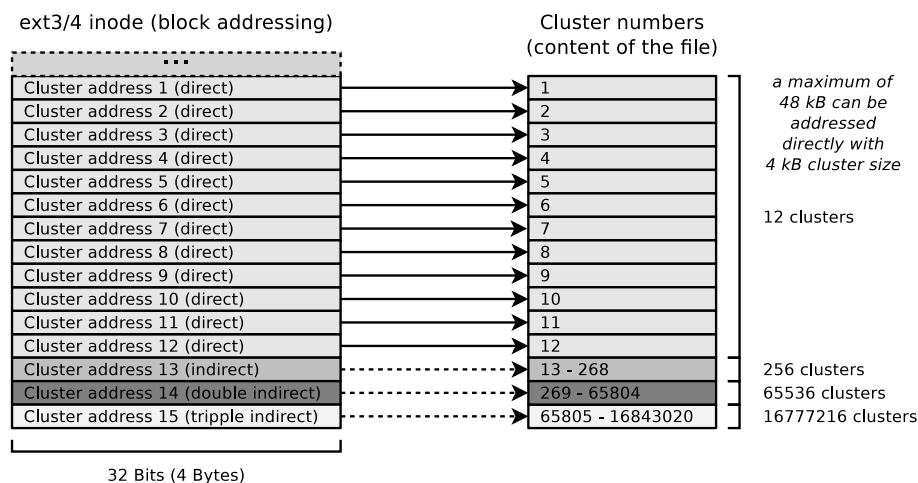 ext3/4 inode (block addressing)
...
Cluster address 1 (direct)
Cluster address 2 (direct)
Cluster address 3 (direct)
Cluster address 4 (direct)
Cluster address 5 (direct)
Cluster address 6 (direct)
Cluster address 7 (direct)
Cluster address 8 (direct)
Cluster address 9 (direct)
Cluster address 10 (direct)
Cluster address 11 (direct)
Cluster address 12 (direct)
Cluster address 13 (indirect)
Cluster address 14 (double indirect)
Cluster address 15 (tripple indirect)
32 Bits (4 Bytes)
Cluster numbers
(content of the file)
1
2
3
4
5
6
7
8
9
10
11
12
13 - 268
269 - 65804
65805 - 16843020
a maximum of
48 kB can be
addressed
directly with
4 kB cluster size
12 clusters
256 clusters
65536 clusters
16777216 clusters